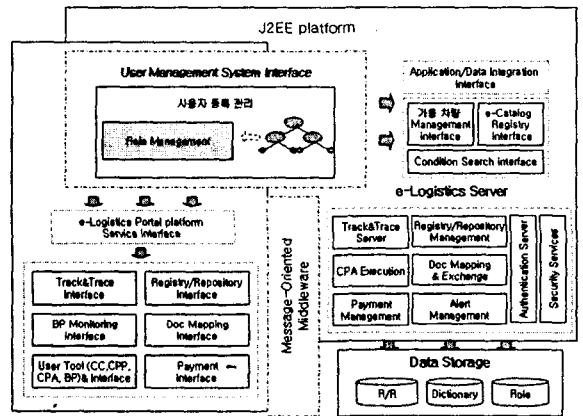 J2EE platform
User Management System Interface
사용자 등록 관리
Role Management
Application/Data Integration
Interface
가용 차량
Management
Interface
e-Catalog
Registry
Interface
Condition Search Interface
e-Logistics Portal platform
Service Interface
Track&Trace
Interface
Registry/Repository
Interface
BP Monitoring
Interface
Doc Mapping
Interface
User Tool (CC,CPP,
CPA, BP)& Interface
Payment
Interface
Message-Oriented
Middleware
e-Logistics Server
Track&Trace
Server
Registry/Repository
Management
CPA Execution
Doc Mapping
& Exchange
Payment
Management
Alert
Management
Authentication Server
Security Services
Data Storage
R/R
Dictionary
Role